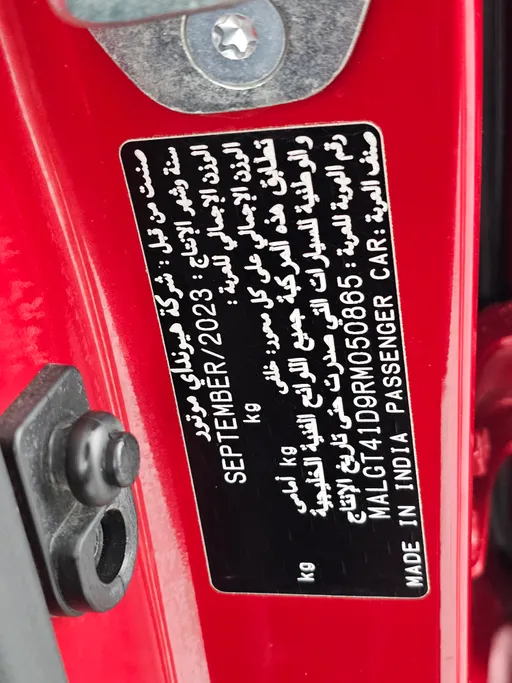 صنعت من قبل : شركة هيونداي موتور
سنة وشهر الإنتاج : SEPTEMBER/2023
الوزن الإجمالي للعربة : kg
الوزن الإجمالي على كل محور: خلفي kg أمامي kg
تطابق هذه المركبة جميع اللوائح الفنية الخليجية
والوطنية للسيارات التي صدرت حتى تاريخ الإنتاج
رقم الهوية للعربة : MALGT41D9RM050865
صنف العربة: PASSENGER CAR
MADE IN INDIA